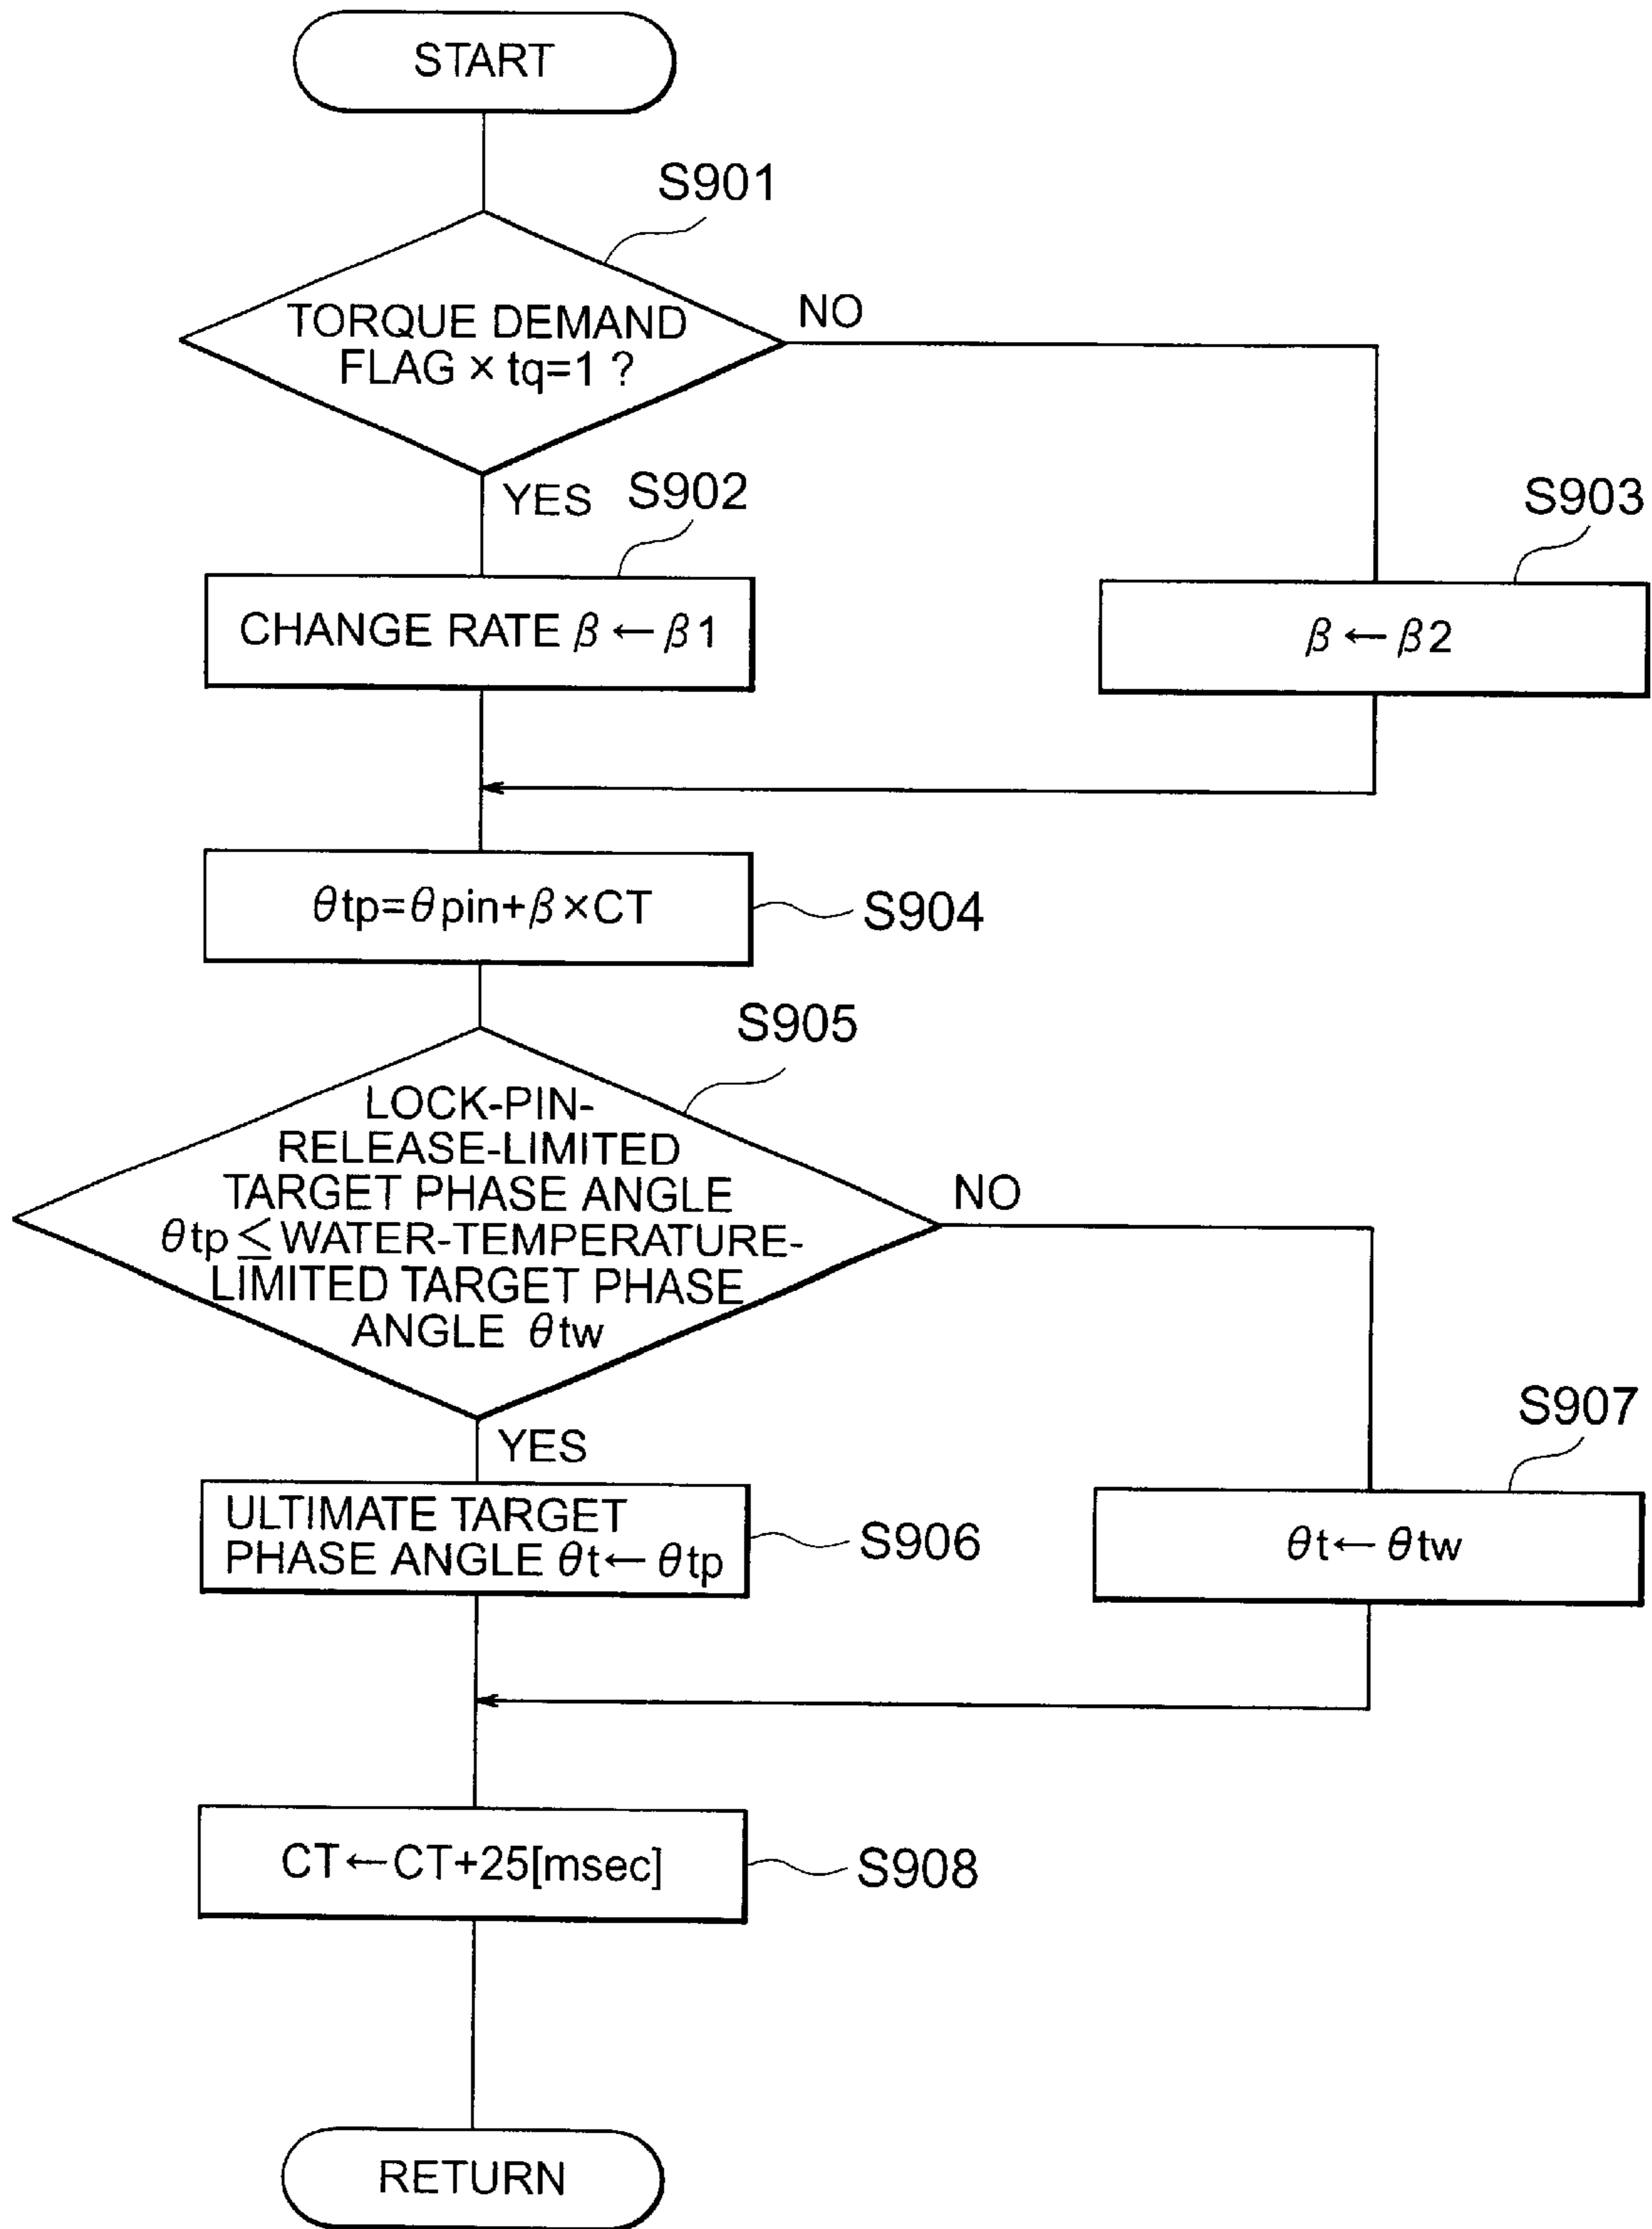 START
S901
TORQUE DEMAND
FLAG × tq=1 ?
NO
YES
S902
S903
CHANGE RATE β ← β1
β ← β2
θtp=θpin+β×CT
S904
S905
LOCK-PIN-
RELEASE-LIMITED
TARGET PHASE ANGLE
θtp ≦ WATER-TEMPERATURE-
LIMITED TARGET PHASE
ANGLE θtw
NO
YES
S907
ULTIMATE TARGET
PHASE ANGLE θt ← θtp
S906
θt ← θtw
CT ← CT+25[msec]
S908
RETURN